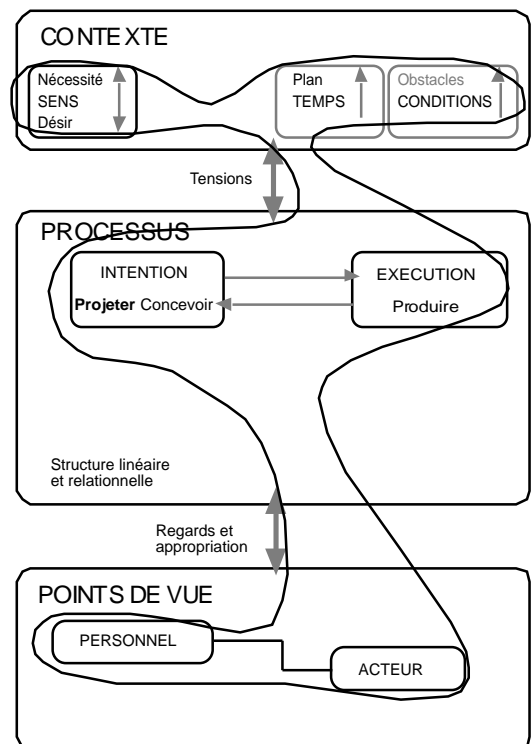 CONTEXTE
Nécessité
SENS
Désir
Plan
TEMPS
Obstacles
CONDITIONS
Tensions
PROCESSUS
INTENTION
Projeter Concevoir
EXECUTION
Produire
Structure linéaire
et relationnelle
Regards et
appropriation
POINTS DE VUE
PERSONNEL
ACTEUR